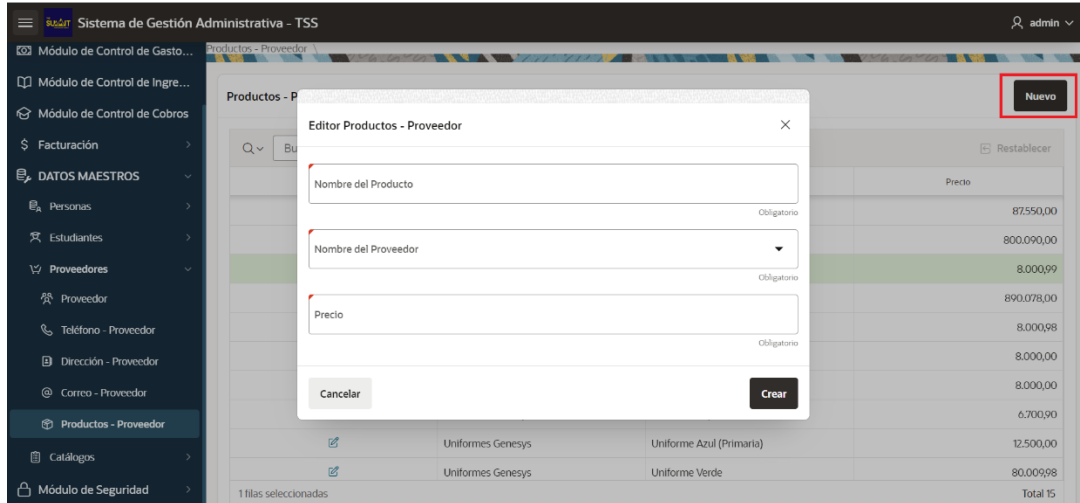 Sistema de Gestión Administrativa - TSS
admin
Módulo de Control de Gasto...
Módulo de Control de Ingre...
Módulo de Control de Cobros
$ Facturación
DATOS MAESTROS
Personas
Estudiantes
Proveedores
Proveedor
Teléfono - Proveedor
Dirección - Proveedor
@ Correo - Proveedor
Productos - Proveedor
Catálogos
Módulo de Seguridad
Productos - Proveedor \
Productos - P
Nuevo
Bu
Restablecer
Editor Productos - Proveedor
Nombre del Producto
Obligatorio
Nombre del Proveedor
Obligatorio
Precio
Obligatorio
Cancelar
Crear
Precio
87.550,00
800.090,00
8.000,99
890.078,00
8.000,98
8.000,00
8.000,00
6.700,90
Uniformes Genesys Uniforme Azul (Primaria) 12.500,00
Uniformes Genesys Uniforme Verde 80.009,98
1 filas seleccionadas Total 15